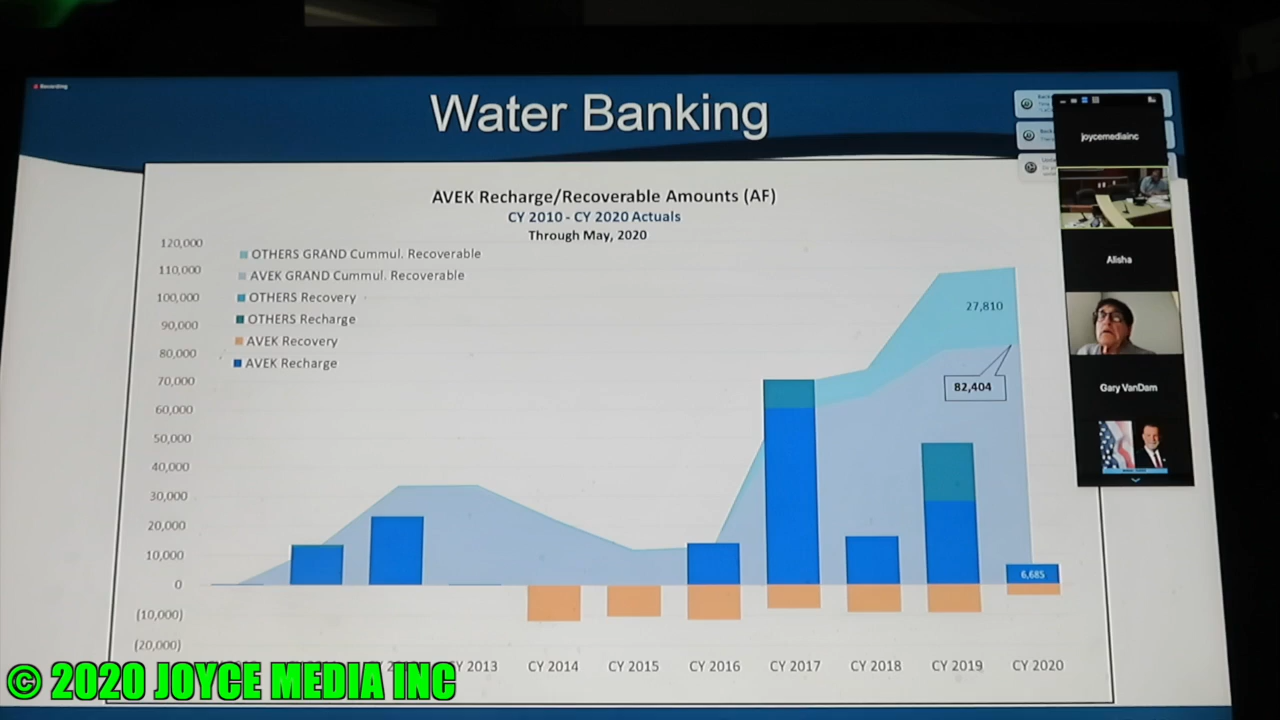 Recording
Water Banking
AVEK Recharge/Recoverable Amounts (AF)
CY 2010 - CY 2020 Actuals
Through May, 2020
120,000
110,000
100,000
90,000
80,000
70,000
60,000
50,000
40,000
30,000
20,000
10,000
0
(10,000)
(20,000)
OTHERS GRAND Cummul. Recoverable
AVEK GRAND Cummul. Recoverable
OTHERS Recovery
OTHERS Recharge
AVEK Recovery
AVEK Recharge
27,810
82,404
6,685
CY 2013
CY 2014
CY 2015
CY 2016
CY 2017
CY 2018
CY 2019
CY 2020
joycemediainc
Alisha
Gary VanDam
© 2020 JOYCE MEDIA INC